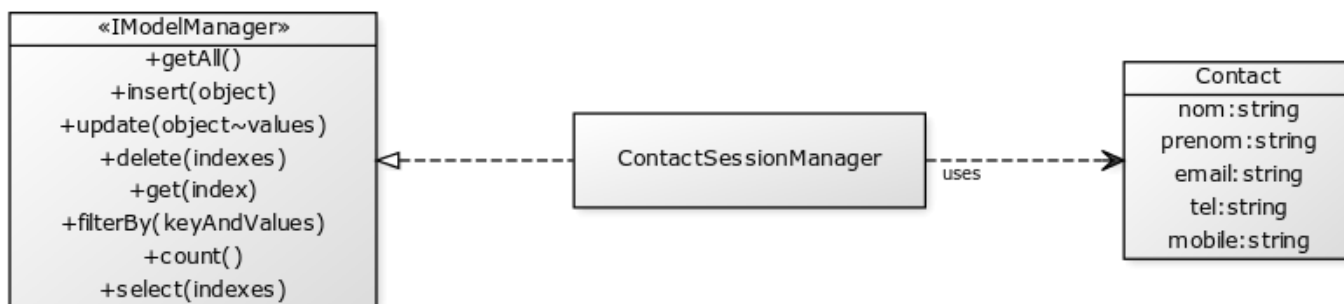 «IModelManager»
+getAll()
+insert(object)
+update(object~values)
+delete(indexes)
+get(index)
+filterBy(keyAndValues)
+count()
+select(indexes)
ContactSessionManager
uses
Contact
nom:string
prenom:string
email:string
tel:string
mobile:string